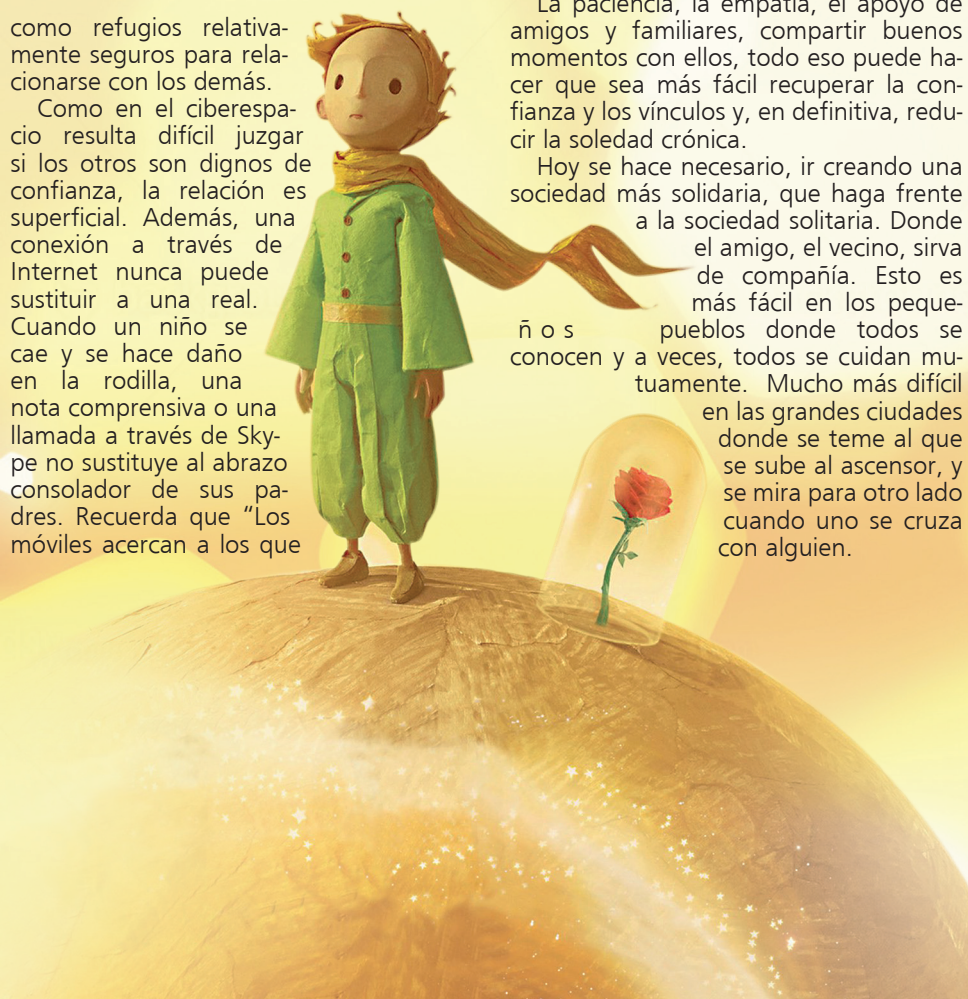 como refugios relativa-
mente seguros para rela-
cionarse con los demás.
Como en el ciberespa-
cio resulta difícil juzgar
si los otros son dignos de
confianza, la relación es
superficial. Además, una
conexión a través de
Internet nunca puede
sustituir a una real.
Cuando un niño se
cae y se hace daño
en la rodilla, una
nota comprensiva o una
llamada a través de Sky-
pe no sustituye al abrazo
consolador de sus pa-
dres. Recuerda que “Los
móviles acercan a los que
La paciencia, la empatía, el apoyo de
amigos y familiares, compartir buenos
momentos con ellos, todo eso puede ha-
cer que sea más fácil recuperar la con-
fianza y los vínculos y, en definitiva, redu-
cir la soledad crónica.
Hoy se hace necesario, ir creando una
sociedad más solidaria, que haga frente
a la sociedad solitaria. Donde
el amigo, el vecino, sirva
de compañía. Esto es
más fácil en los peque-
ños pueblos donde todos se
conocen y a veces, todos se cuidan mu-
tuamente. Mucho más difícil
en las grandes ciudades
donde se teme al que
se sube al ascensor, y
se mira para otro lado
cuando uno se cruza
con alguien.